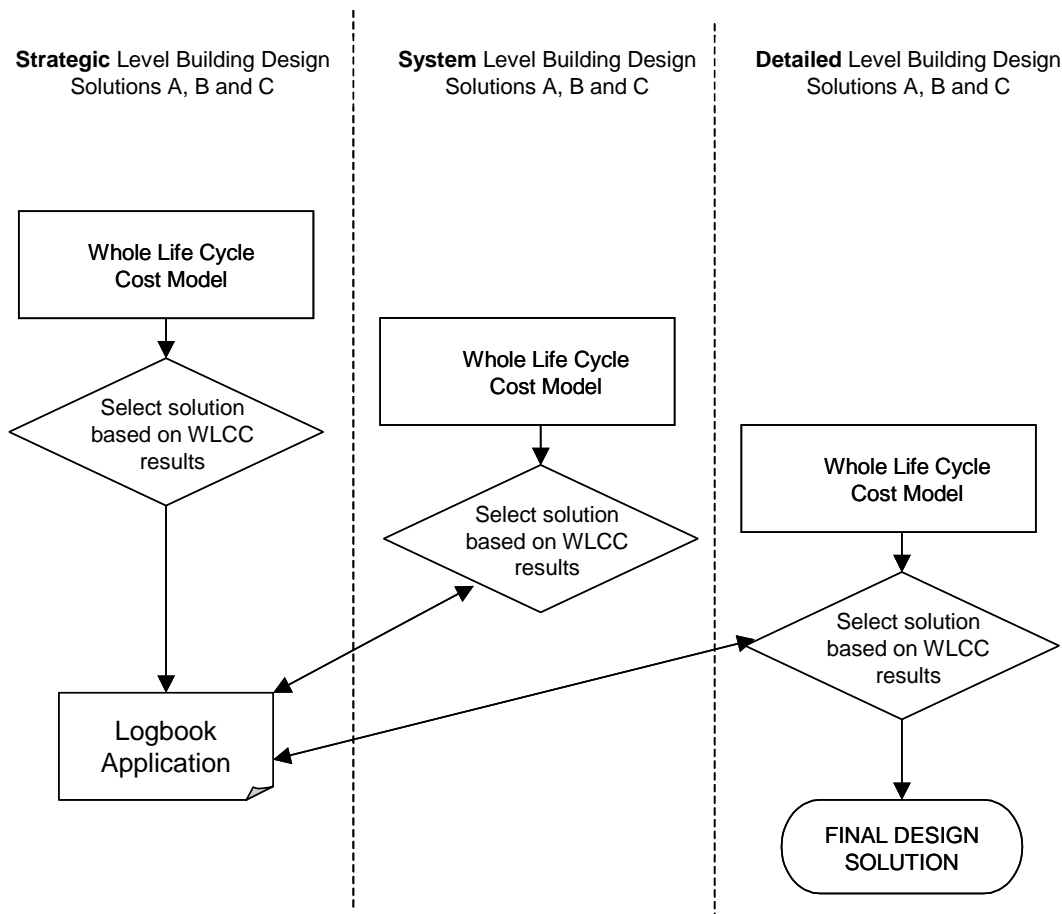 Strategic Level Building Design
Solutions A, B and C
System Level Building Design
Solutions A, B and C
Detailed Level Building Design
Solutions A, B and C
Whole Life Cycle
Cost Model
Select solution
based on WLCC
results
Logbook
Application
Whole Life Cycle
Cost Model
Select solution
based on WLCC
results
Whole Life Cycle
Cost Model
Select solution
based on WLCC
results
FINAL DESIGN
SOLUTION